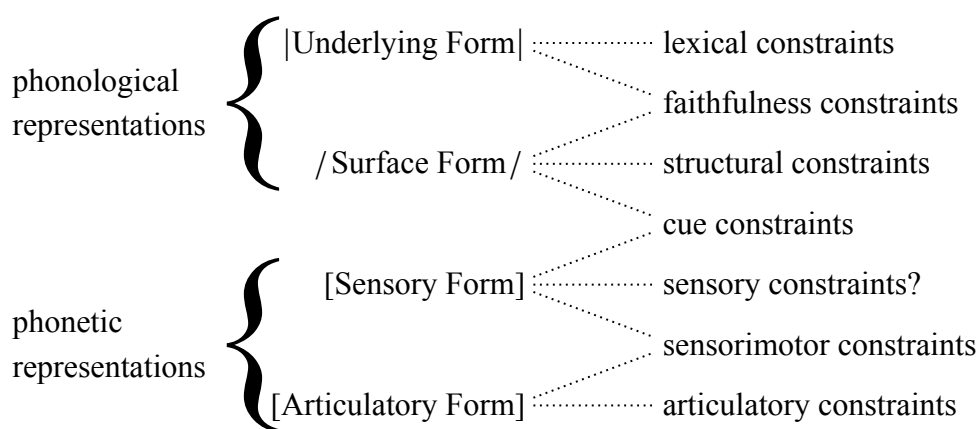 |Underlying Form|
lexical constraints
phonological
representations
faithfulness constraints
/Surface Form/
structural constraints
cue constraints
[Sensory Form]
sensory constraints?
phonetic
representations
sensorimotor constraints
[Articulatory Form]
articulatory constraints